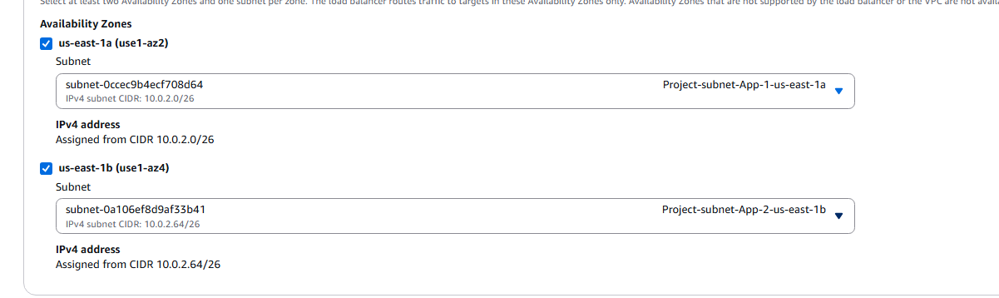 Select at least two Availability Zones and one subnet per zone. The load balancer routes traffic to targets in these Availability Zones only. Availability Zones that are not supported by the load balancer or the VPC are not
Availability Zones
us-east-1a (use1-az2)
Subnet
subnet-0ccec9b4ecf708d64
Project-subnet-App-1-us-east-1a
IPv4 subnet CIDR: 10.0.2.0/26
IPv4 address
Assigned from CIDR 10.0.2.0/26
us-east-1b (use1-az4)
Subnet
subnet-0a106ef8d9af33b41
Project-subnet-App-2-us-east-1b
IPv4 subnet CIDR: 10.0.2.64/26
IPv4 address
Assigned from CIDR 10.0.2.64/26